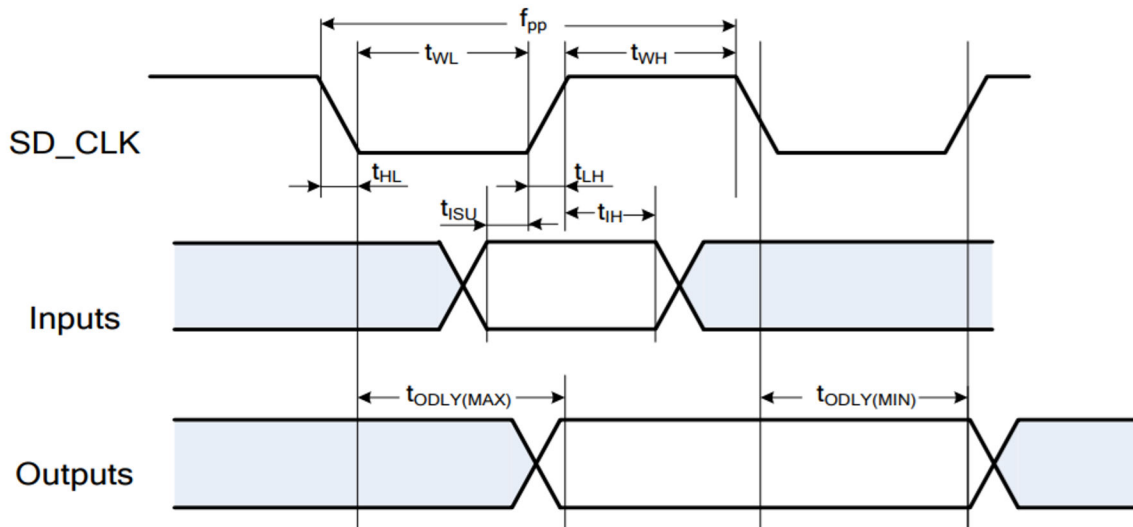 fpp
tWL
tWH
SD_CLK
tHL
tLH
tISU
tIH
Inputs
tODLY(MAX)
tODLY(MIN)
Outputs